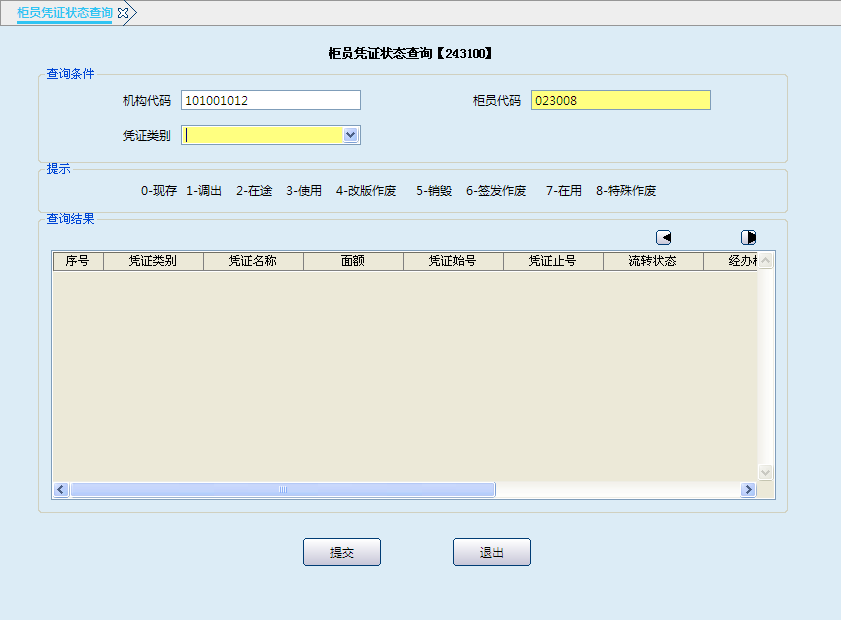 柜员凭证状态查询
柜员凭证状态查询【243100】
查询条件
机构代码 101001012 柜员代码 023008
凭证类别
提示
0-现存 1-调出 2-在途 3-使用 4-改版作废 5-销毁 6-签发作废 7-在用 8-特殊作废
查询结果
序号 凭证类别 凭证名称 面额 凭证始号 凭证止号 流转状态 经办
提交 退出